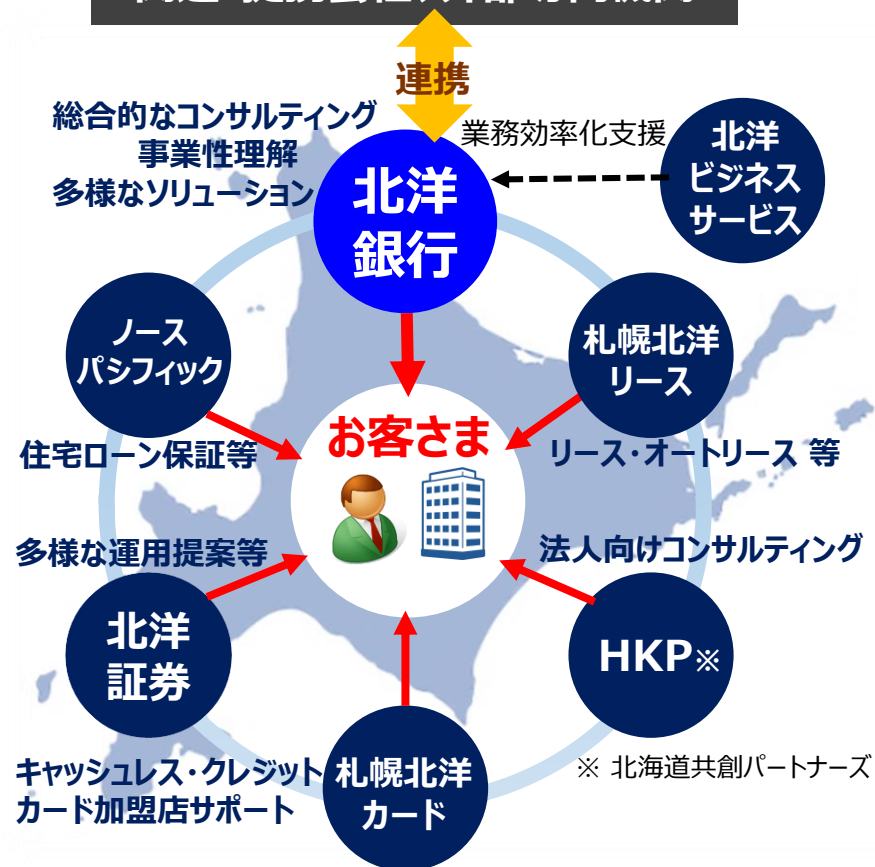 連携
総合的なコンサルティング
事業性理解
多様なソリューション
北洋
銀行
業務効率化支援
北洋
ビジネス
サービス
ノース
パシフィック
住宅ローン保証等
お客さま
札幌北洋
リース
リース・オートリース 等
多様な運用提案等
北洋
証券
法人向けコンサルティング
HKP※
※ 北海道共創パートナーズ
キャッシュレス・クレジット
カード加盟店サポート
札幌北洋
カード